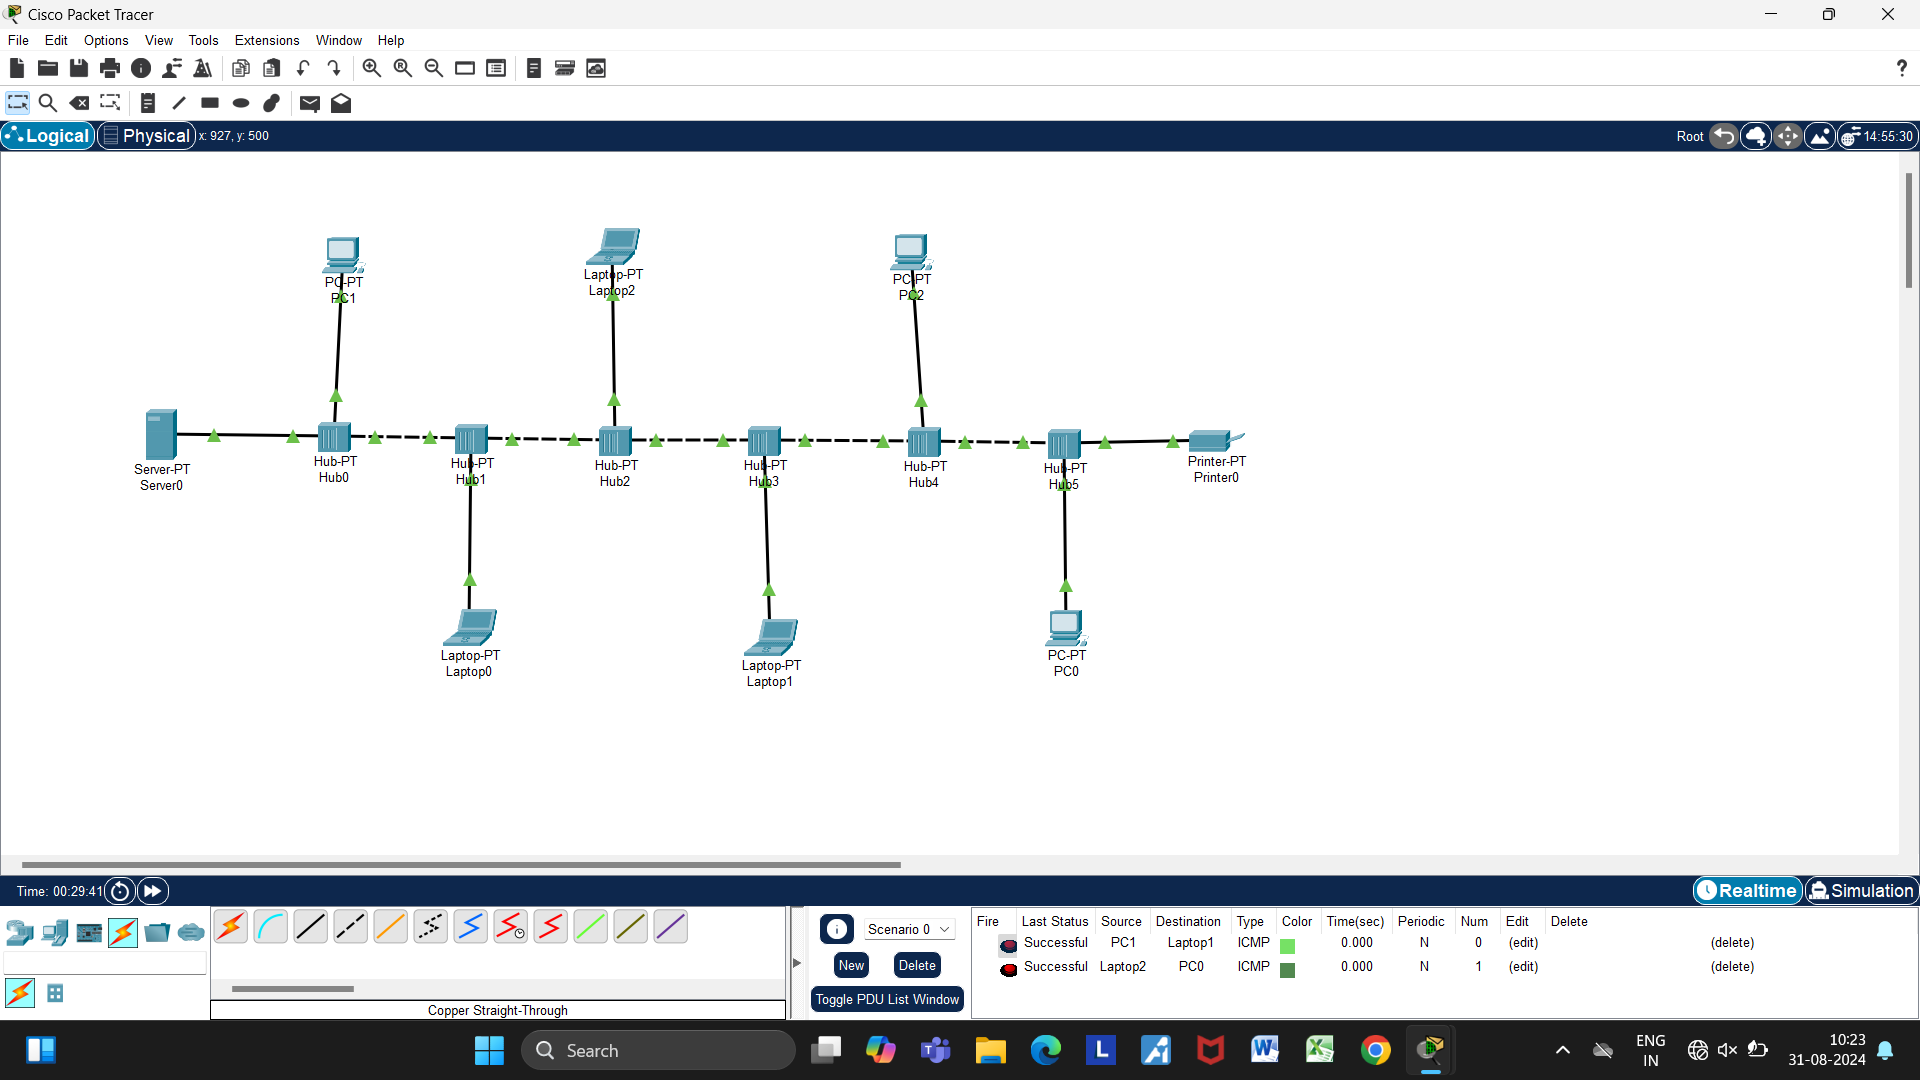 Cisco Packet Tracer
File Edit Options View Tools Extensions Window Help
?
Logical Physical x: 927, y: 500 Root 14:55:30
PC-PT
PC1
Laptop-PT
Laptop2
PC-PT
PC2
Server-PT
Server0
Hub-PT
Hub0
Hub-PT
Hub1
Hub-PT
Hub2
Hub-PT
Hub3
Hub-PT
Hub4
Hub-PT
Hub5
Printer-PT
Printer0
Laptop-PT
Laptop0
Laptop-PT
Laptop1
PC-PT
PC0
Time: 00:29:41 Realtime Simulation
Scenario 0
New Delete
Toggle PDU List Window
Copper Straight-Through
Fire Last Status Source Destination Type Color Time(sec) Periodic Num Edit Delete
Successful PC1 Laptop1 ICMP 0.000 N 0 (edit) (delete)
Successful Laptop2 PC0 ICMP 0.000 N 1 (edit) (delete)
Search
L
ENG
IN
10:23
31-08-2024